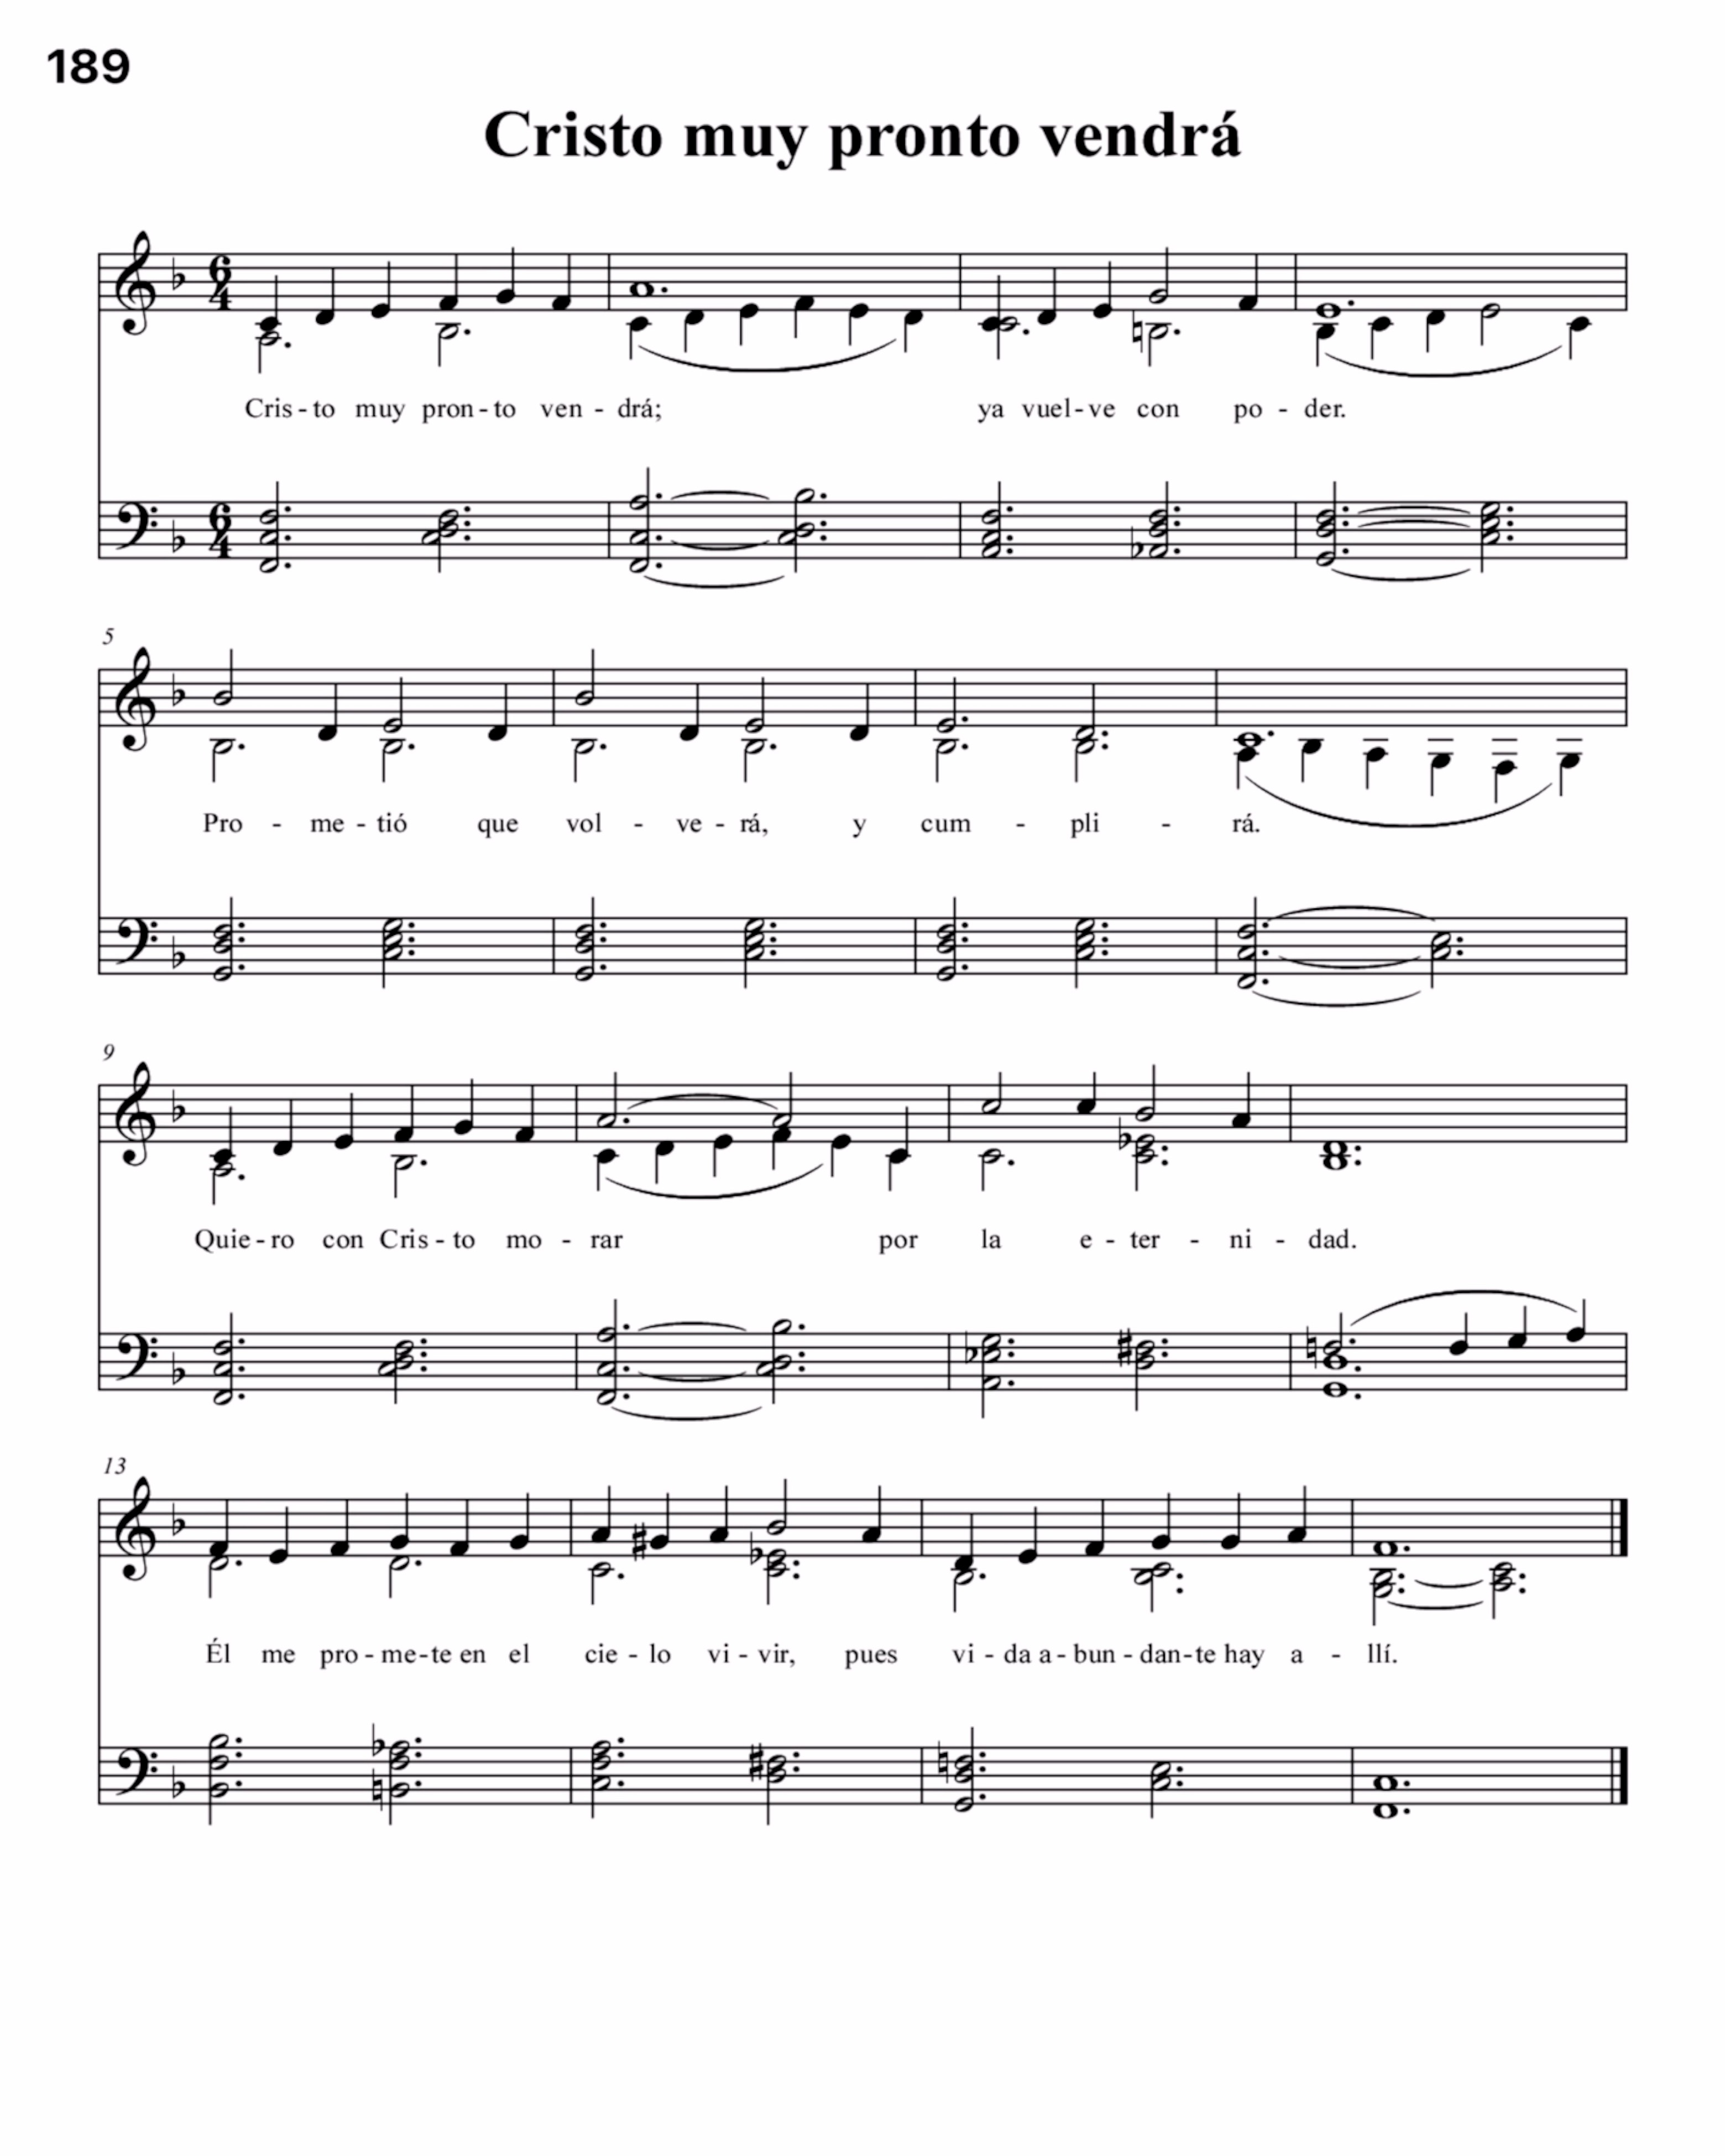 189
Cristo muy pronto vendrá
6 4
Cris - to muy pron - to ven - drá; ya vuel - ve con po - der.
6 4
5
Pro - me - tió que vol - ve - rá, y cum - pli - rá.
9
Quie - ro con Cris - to mo - rar por la e - ter - ni - dad.
13
Él me pro - me - te en el cie - lo vi - vir, pues vi - da a - bun - dan - te hay a - llí.